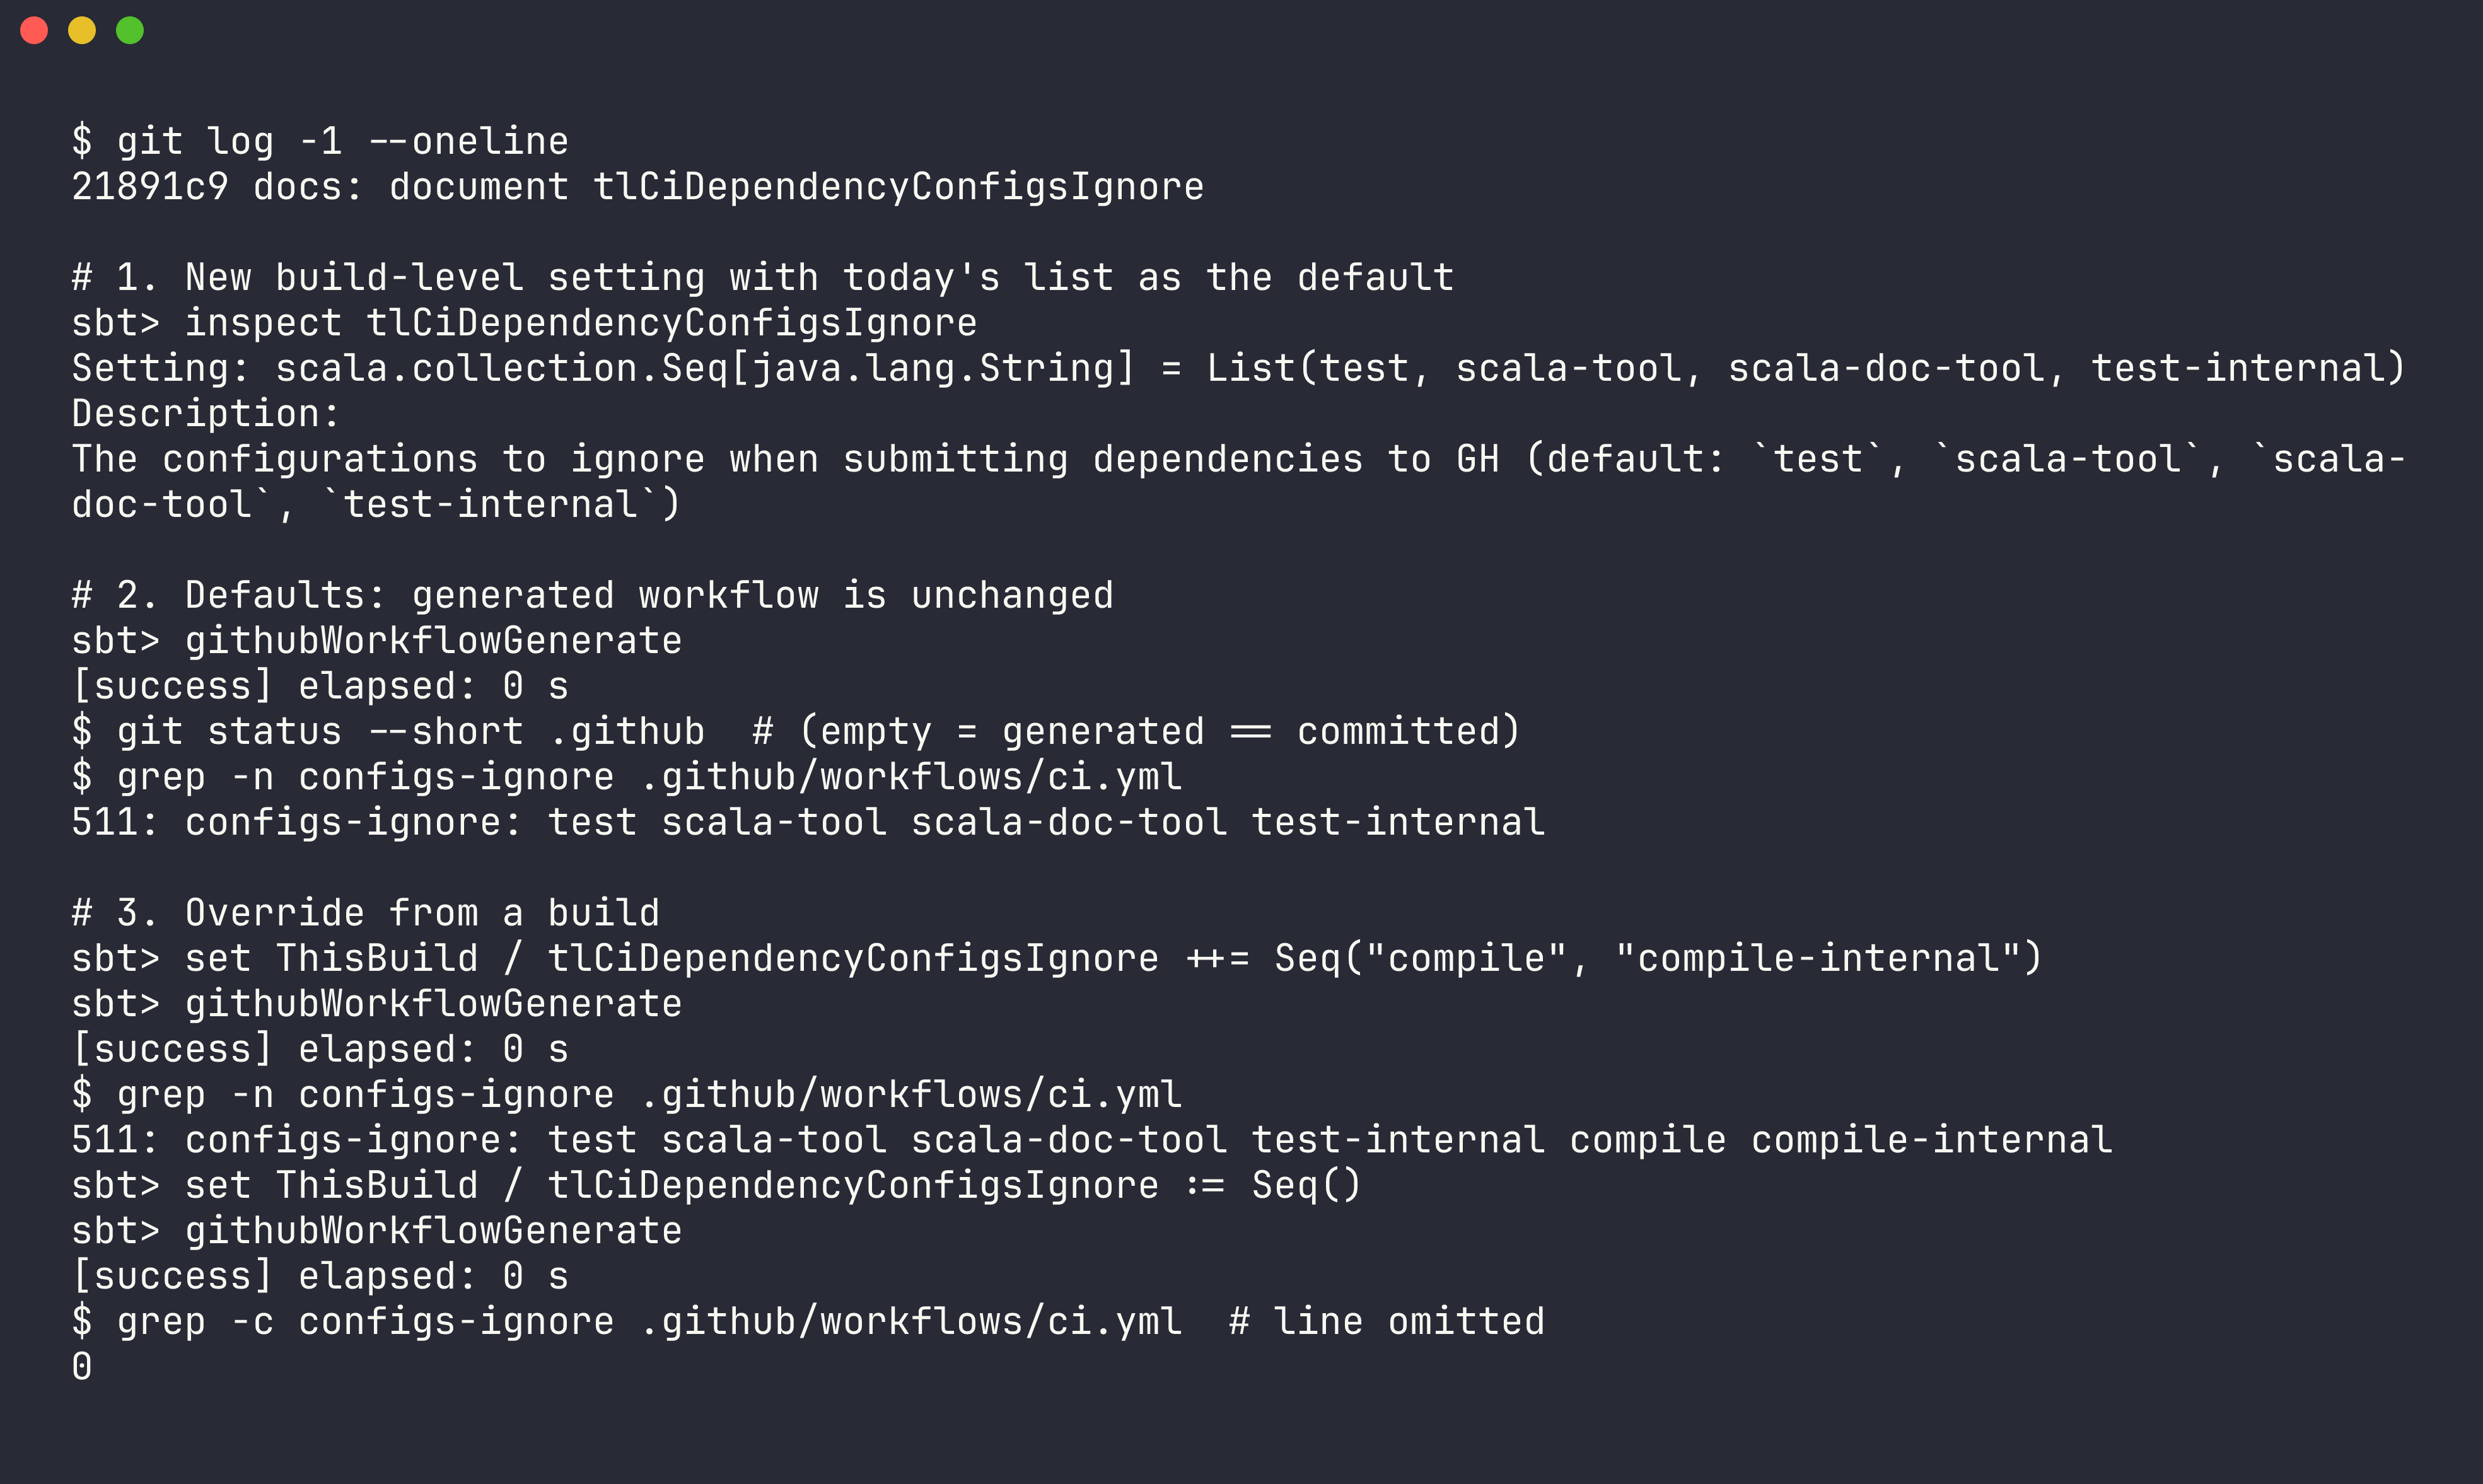 $ git log -1 --oneline
21891c9 docs: document tlCiDependencyConfigsIgnore
# 1. New build-level setting with today's list as the default
sbt> inspect tlCiDependencyConfigsIgnore
Setting: scala.collection.Seq[java.lang.String] = List(test, scala-tool, scala-doc-tool, test-internal)
Description:
The configurations to ignore when submitting dependencies to GH (default: `test`, `scala-tool`, `scala-
doc-tool`, `test-internal`)
# 2. Defaults: generated workflow is unchanged
sbt> githubWorkflowGenerate
[success] elapsed: 0 s
$ git status --short .github  # (empty = generated == committed)
$ grep -n configs-ignore .github/workflows/ci.yml
511: configs-ignore: test scala-tool scala-doc-tool test-internal
# 3. Override from a build
sbt> set ThisBuild / tlCiDependencyConfigsIgnore ++= Seq("compile", "compile-internal")
sbt> githubWorkflowGenerate
[success] elapsed: 0 s
$ grep -n configs-ignore .github/workflows/ci.yml
511: configs-ignore: test scala-tool scala-doc-tool test-internal compile compile-internal
sbt> set ThisBuild / tlCiDependencyConfigsIgnore := Seq()
sbt> githubWorkflowGenerate
[success] elapsed: 0 s
$ grep -c configs-ignore .github/workflows/ci.yml  # line omitted
0